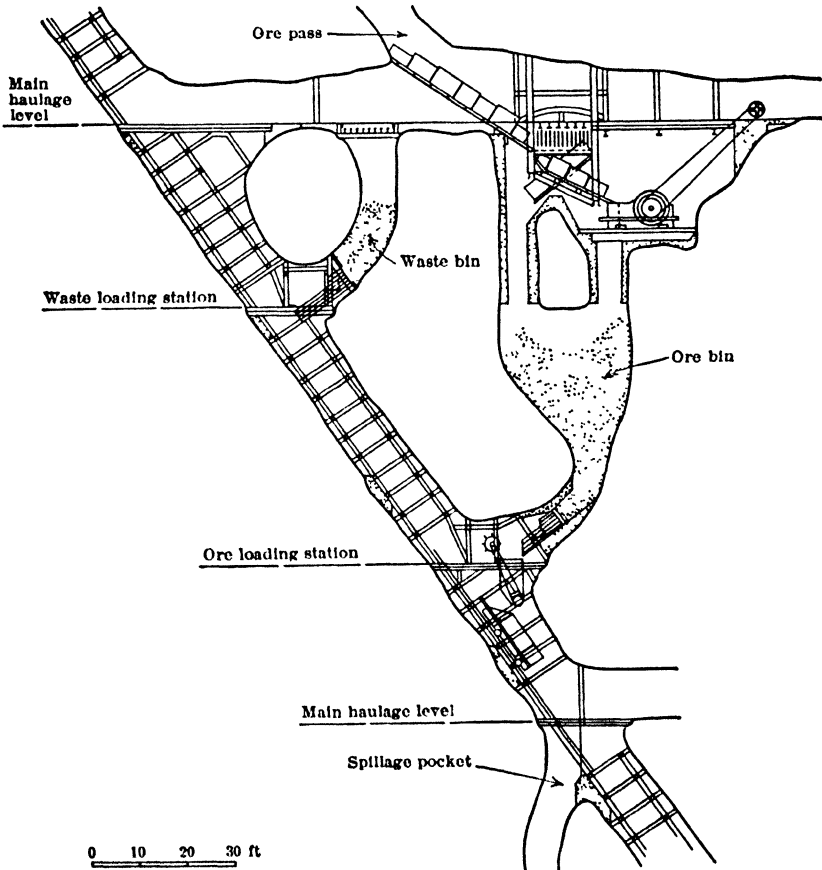 Ore pass
Main
haulage
level
Waste bin
Waste loading station
Ore bin
Ore loading station
Main haulage level
Spillage pocket
0 10 20 30 ft